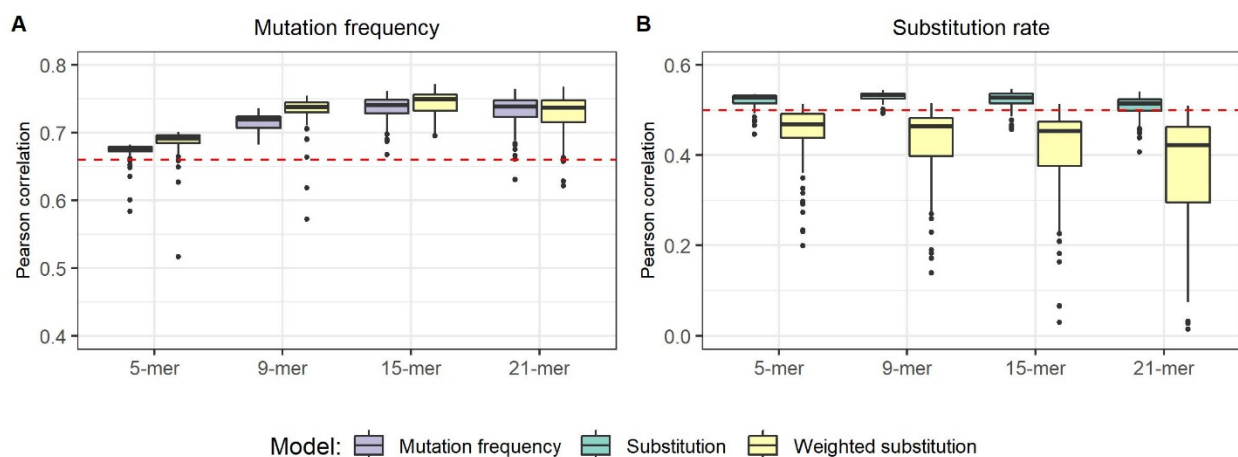 A
Mutation frequency
Pearson correlation
0.8
0.7
0.6
0.5
0.4
5-mer 9-mer 15-mer 21-mer
B
Substitution rate
Pearson correlation
0.6
0.4
0.2
0.0
5-mer 9-mer 15-mer 21-mer
Model: Mutation frequency Substitution Weighted substitution